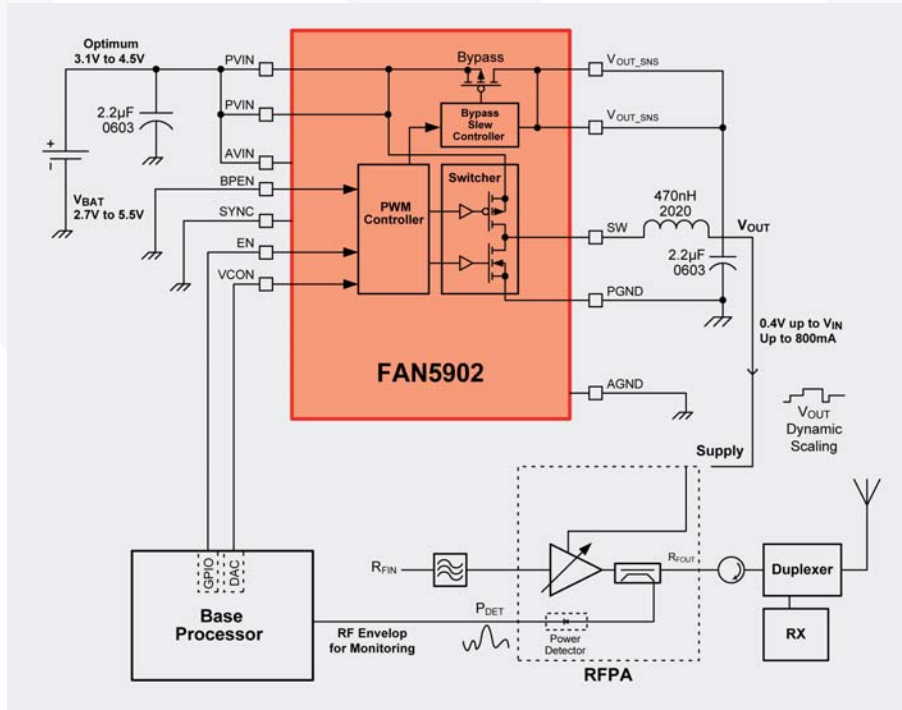 Optimum
3.1V to 4.5V
2.2µF
0603
+
−
VBAT
2.7V to 5.5V
PVIN
PVIN
AVIN
BPEN
SYNC
EN
VCON
Bypass
Bypass
Slew
Controller
PWM
Controller
Switcher
FAN5902
VOUT_SNS
VOUT_SNS
SW
470nH
2020
VOUT
2.2µF
0603
PGND
AGND
0.4V up to VIN
Up to 800mA
VOUT
Dynamic
Scaling
Supply
GPIO
DAC
Base
Processor
RFIN
PDET
RF Envelop
for Monitoring
Power
Detector
RFOUT
RFPA
Duplexer
RX